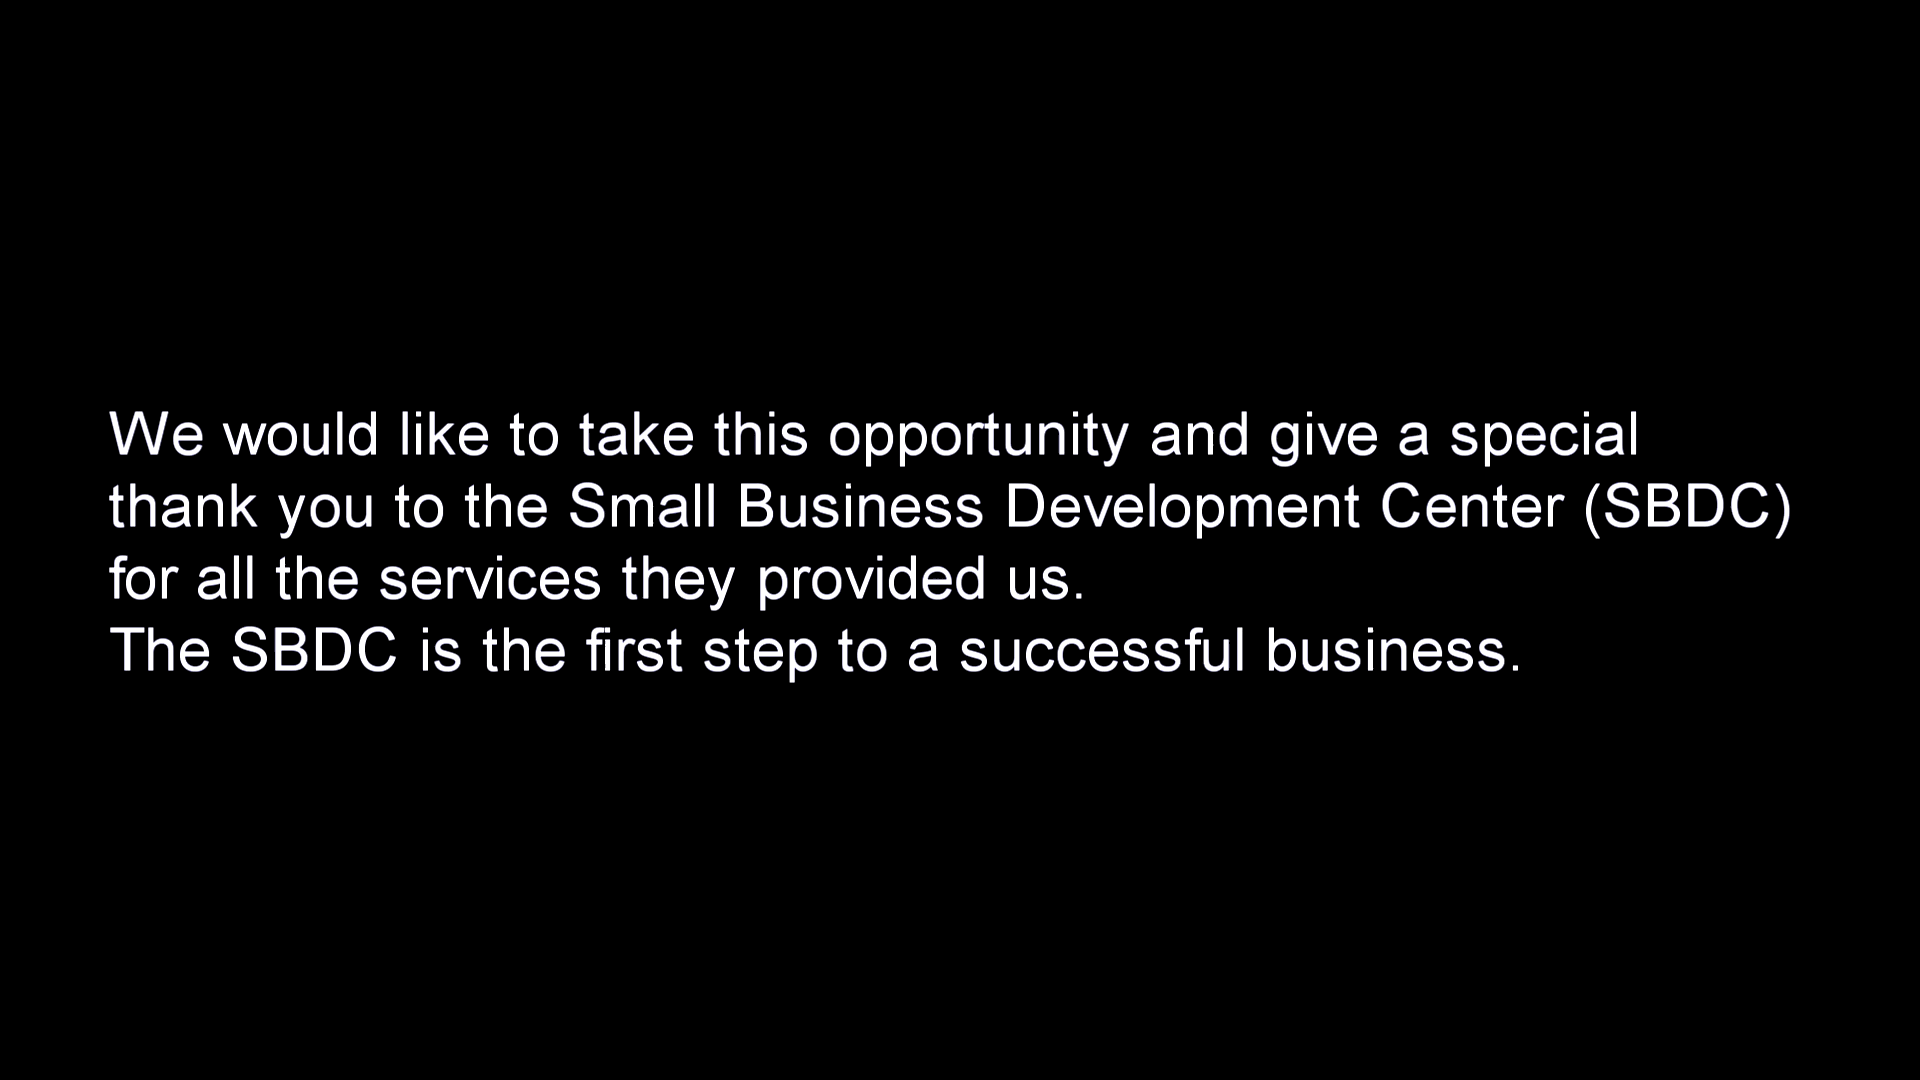 We would like to take this opportunity and give a special
thank you to the Small Business Development Center (SBDC)
for all the services they provided us.
The SBDC is the first step to a successful business.